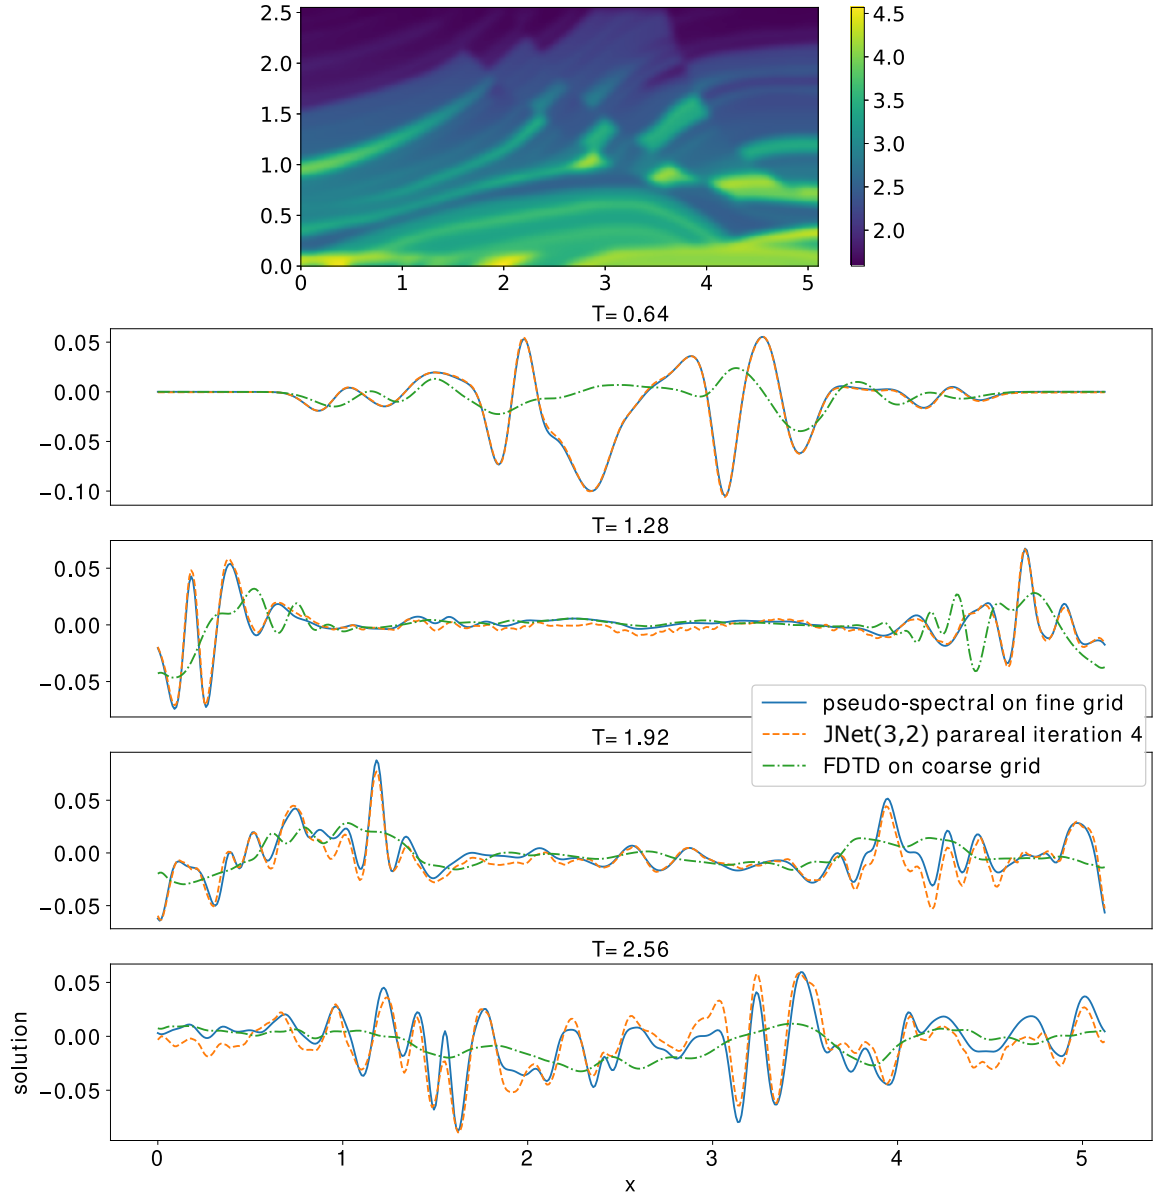 2.5
2.0
1.5
1.0
0.5
0.0
0 1 2 3 4 5
4.5
4.0
3.5
3.0
2.5
2.0
T= 0.64
0.05
0.00
−0.05
−0.10
T= 1.28
0.05
0.00
−0.05
pseudo-spectral on fine grid
JNet(3,2) parareal iteration 4
FDTD on coarse grid
T= 1.92
0.05
0.00
−0.05
T= 2.56
0.05
0.00
−0.05
solution
0 1 2 3 4 5
x